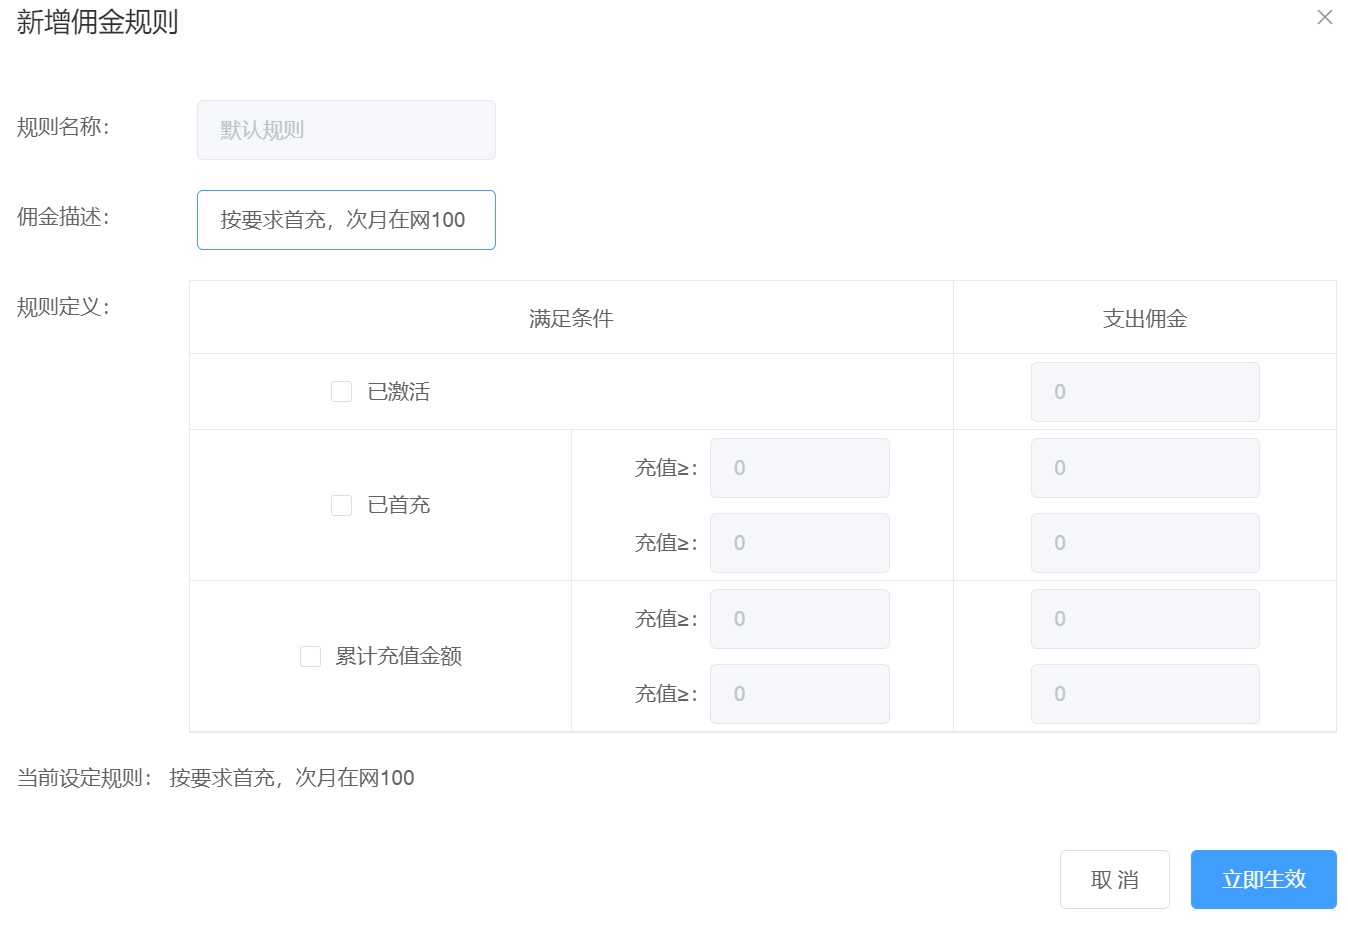 新增佣金规则
规则名称：
默认规则
佣金描述：
按要求首充，次月在网100
规则定义：
满足条件
支出佣金
已激活
0
已首充
充值≥：
0
0
充值≥：
0
0
累计充值金额
充值≥：
0
0
充值≥：
0
0
当前设定规则： 按要求首充，次月在网100
取 消
立即生效